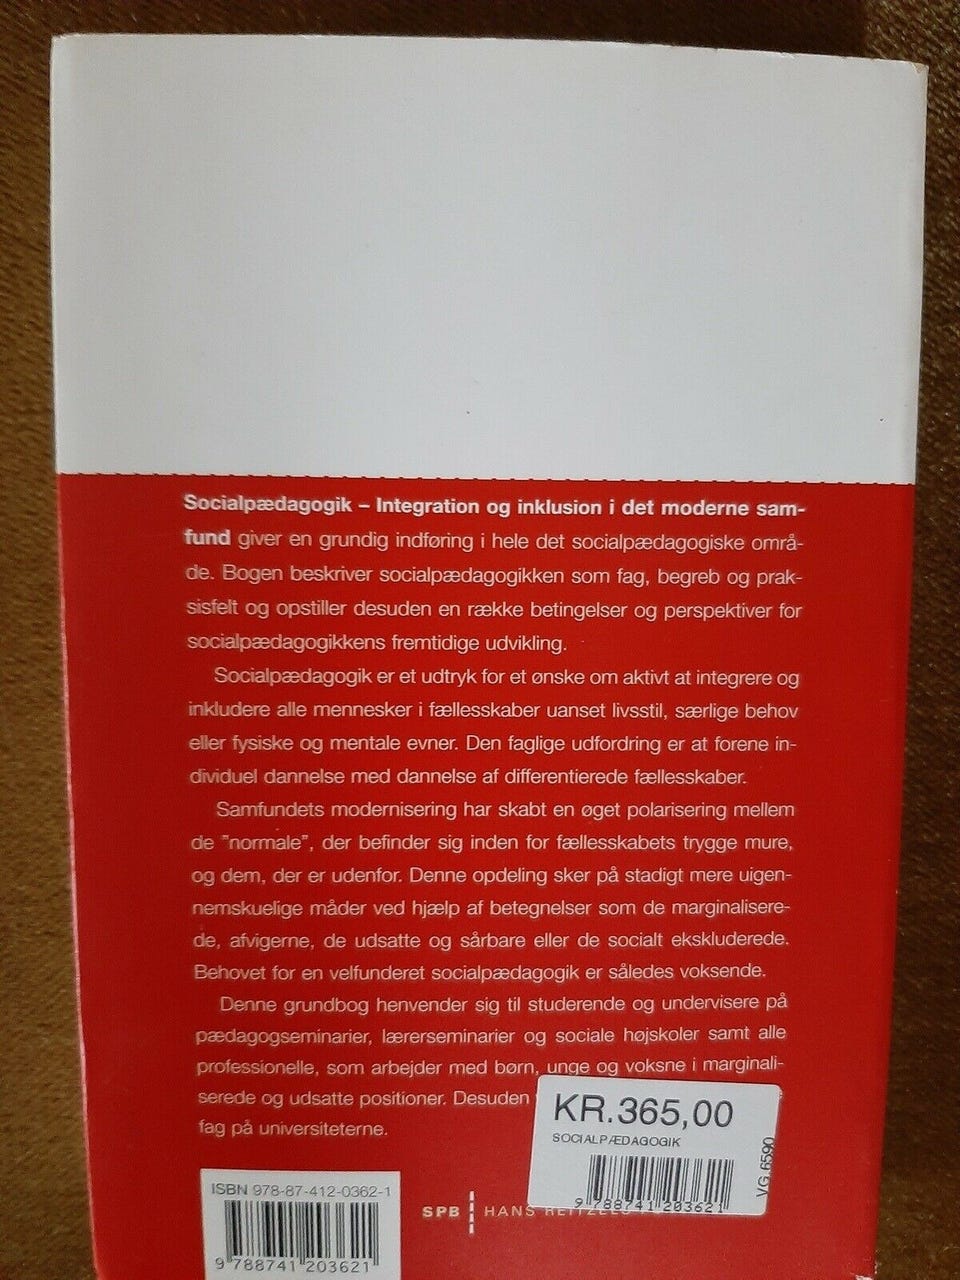 Socialpædagogik – Integration og inklusion i det moderne sam-
fund giver en grundig indføring i hele det socialpædagogiske områ-
de. Bogen beskriver socialpædagogikken som fag, begreb og prak-
sisfelt og opstiller desuden en række betingelser og perspektiver for
socialpædagogikkens fremtidige udvikling.
Socialpædagogik er et udtryk for et ønske om aktivt at integrere og
inkludere alle mennesker i fællesskaber uanset livsstil, særlige behov
eller fysiske og mentale evner. Den faglige udfordring er at forene in-
dividuel dannelse med dannelse af differentierede fællesskaber.
Samfundets modernisering har skabt en øget polarisering mellem
de "normale", der befinder sig inden for fællesskabets trygge mure,
og dem, der er udenfor. Denne opdeling sker på stadigt mere uigen-
nemskuelige måder ved hjælp af betegnelser som de marginalisere-
de, afvigerne, de udsatte og sårbare eller de socialt ekskluderede.
Behovet for en velfunderet socialpædagogik er således voksende.
Denne grundbog henvender sig til studerende og undervisere på
pædagogseminarier, lærerseminarier og sociale højskoler samt alle
professionelle, som arbejder med børn, unge og voksne i marginali-
serede og udsatte positioner. Desuden
fag på universiteterne.
KR.365,00
SOCIALPÆDAGOGIK
VG.6590
9 788741 203621
ISBN 978-87-412-0362-1
9 788741 203621
SPB HANS REITZELS